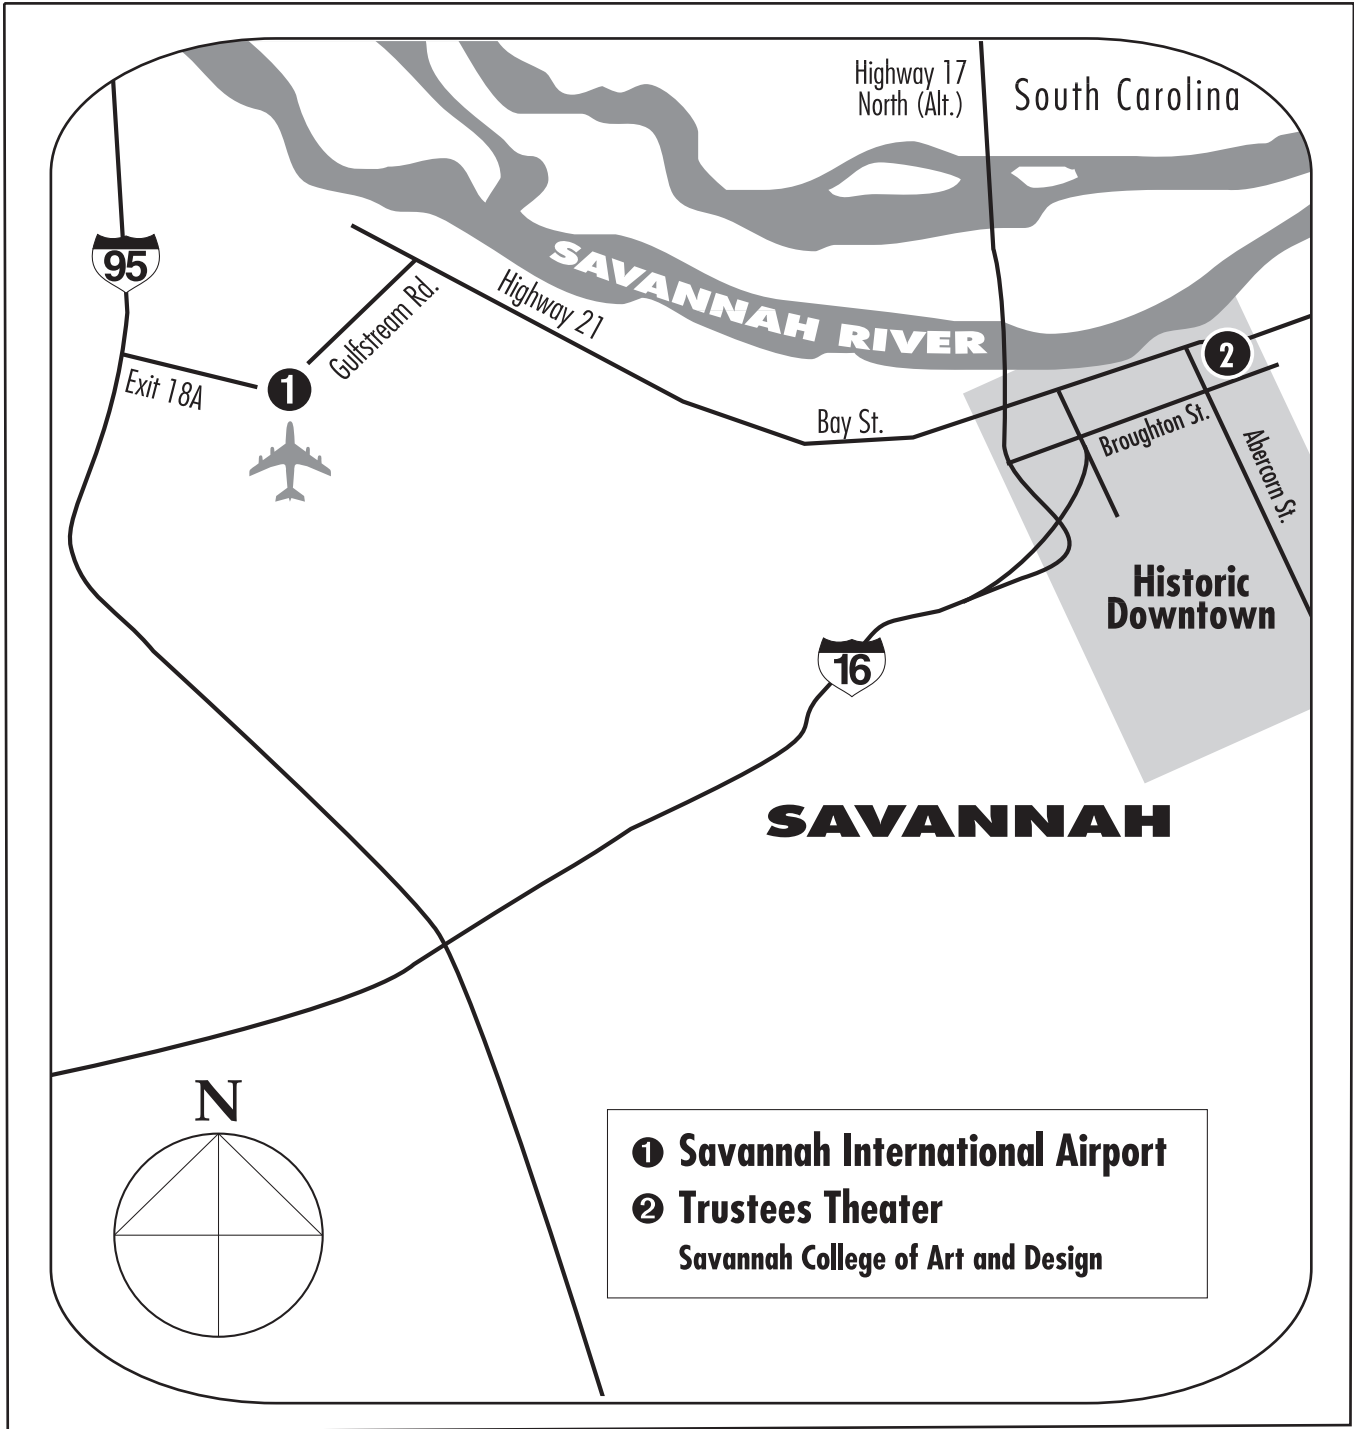 Highway 17
North (Alt.)
South Carolina
95
SAVANNAH RIVER
Highway 21
Gulfstream Rd.
Exit 18A
1
2
Bay St.
Broughton St.
Abercorn St.
Historic
Downtown
16
SAVANNAH
N
1 Savannah International Airport
2 Trustees Theater
Savannah College of Art and Design